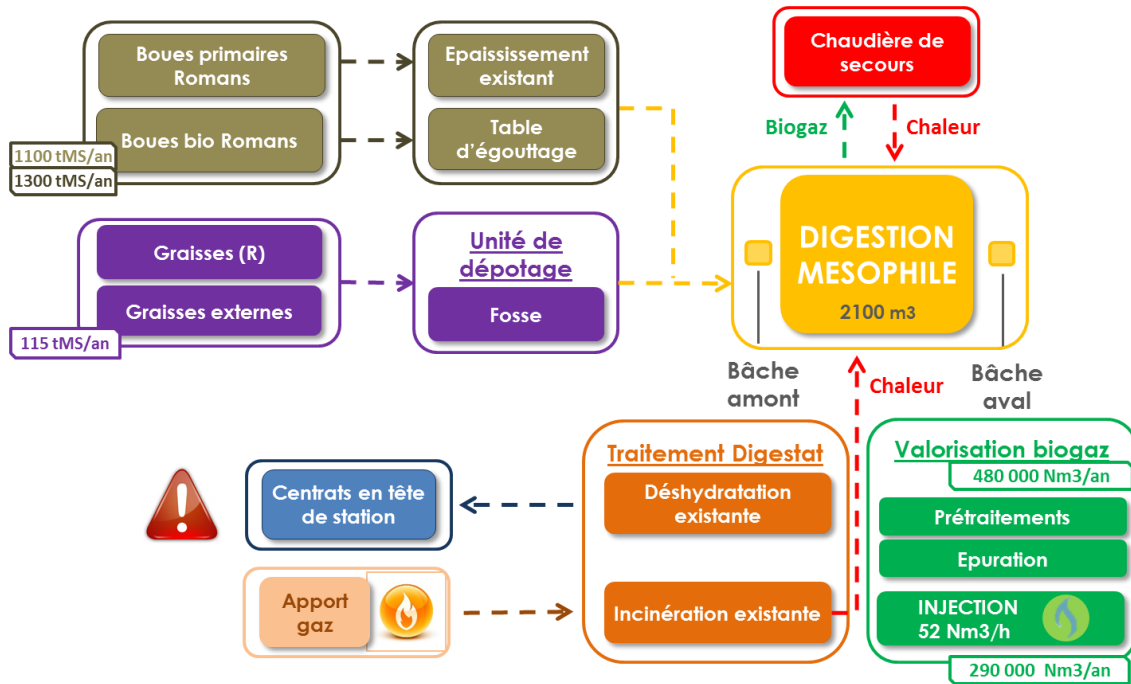 Boues primaires
Romans
Boues bio Romans
1100 tMS/an
1300 tMS/an
Epaississement
existant
Table
d'égouttage
Chaudière de
secours
Biogaz
Chaleur
Graisses (R)
Graisses externes
115 tMS/an
Unité de
dépotage
Fosse
DIGESTION
MESOPHILE
2100 m3
Bâche
amont
Chaleur
Bâche
aval
Centrats en tête
de station
Apport
gaz
Traitement Digestat
Déshydratation
existante
Incinération existante
Valorisation biogaz
480 000 Nm3/an
Prétraitements
Epuration
INJECTION
52 Nm3/h
290 000 Nm3/an